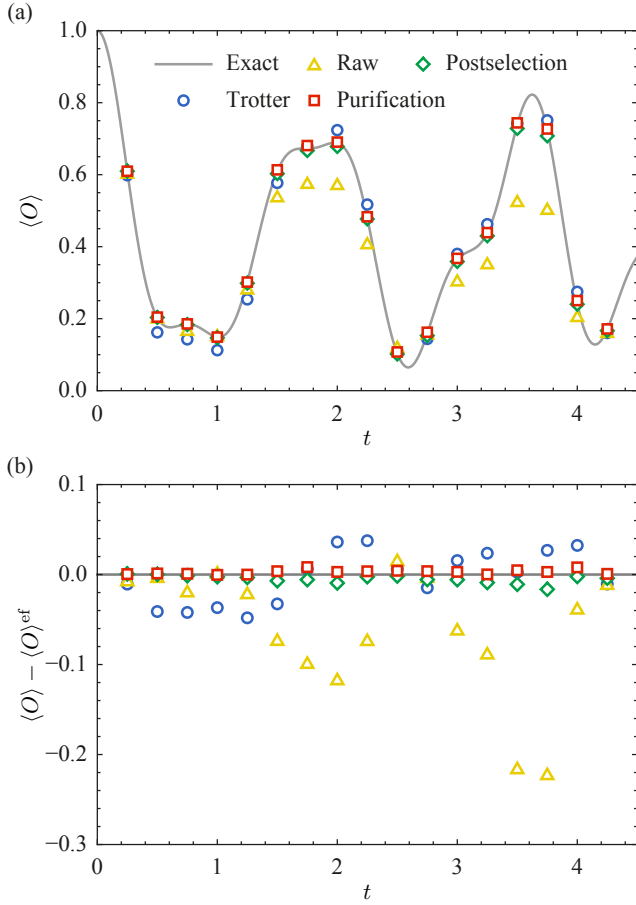 (a)
1.0
0.8
0.6
0.4
0.2
0.0
⟨O⟩
Exact Raw Postselection
Trotter Purification
0 1 2 3 4
t
(b)
0.1
0.0
−0.1
−0.2
−0.3
⟨O⟩ − ⟨O⟩^ef
0 1 2 3 4
t